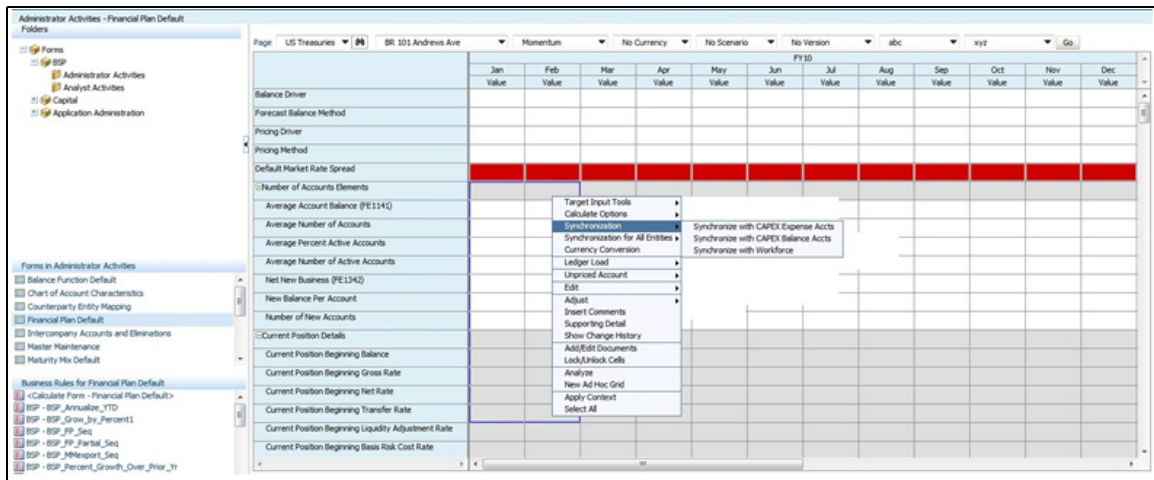 Administrator Activities - Financial Plan Default
Folders
Forms
BSP
Administrator Activities
Analyst Activities
Capital
Application Administration
Forms in Administrator Activities
Balance Function Default
Chart of Account Characteristics
Counterparty Entity Mapping
Financial Plan Default
Intercompany Accounts and Eliminations
Master Maintenance
Maturity Mix Default
Business Rules for Financial Plan Default
<Calculate Form - Financial Plan Default>
BSP - BSP_Annualize_YTD
BSP - BSP_Grow_by_Percent1
BSP - BSP_FP_Seq
BSP - BSP_FP_Partial_Seq
BSP - BSP_MMexport_Seq
BSP - BSP_Percent_Growth_Over_Prior_Yr
Page US Treasuries BR 101 Andrews Ave Momentum No Currency No Scenario No Version abc xyz Go
FY10
Jan Feb Mar Apr May Jun Jul Aug Sep Oct Nov Dec
Value Value Value Value Value Value Value Value Value Value Value Value
Balance Driver
Forecast Balance Method
Pricing Driver
Pricing Method
Default Market Rate Spread
Number of Accounts Elements
Average Account Balance (FE1141)
Average Number of Accounts
Average Percent Active Accounts
Average Number of Active Accounts
Net New Business (FE1342)
New Balance Per Account
Number of New Accounts
Current Position Details
Current Position Beginning Balance
Current Position Beginning Gross Rate
Current Position Beginning Net Rate
Current Position Beginning Transfer Rate
Current Position Beginning Liquidity Adjustment Rate
Current Position Beginning Basis Risk Cost Rate
Target Input Tools
Calculate Options
Synchronization
Synchronization for All Entities
Currency Conversion
Ledger Load
Unpriced Account
Edit
Adjust
Insert Comments
Supporting Detail
Show Change History
Add/Edit Documents
Lock/Unlock Cells
Analyze
New Ad Hoc Grid
Apply Context
Select All
Synchronize with CAPEX Expense Accts
Synchronize with CAPEX Balance Accts
Synchronize with Workforce